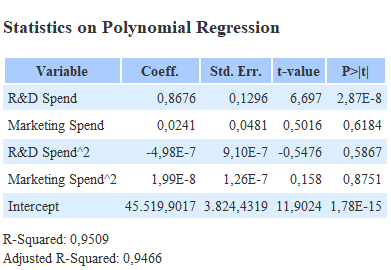 Statistics on Polynomial Regression
Variable Coeff. Std. Err. t-value P>|t|
R&D Spend 0,8676 0,1296 6,697 2,87E-8
Marketing Spend 0,0241 0,0481 0,5016 0,6184
R&D Spend^2 -4,98E-7 9,10E-7 -0,5476 0,5867
Marketing Spend^2 1,99E-8 1,26E-7 0,158 0,8751
Intercept 45.519,9017 3.824,4319 11,9024 1,78E-15
R-Squared: 0,9509
Adjusted R-Squared: 0,9466